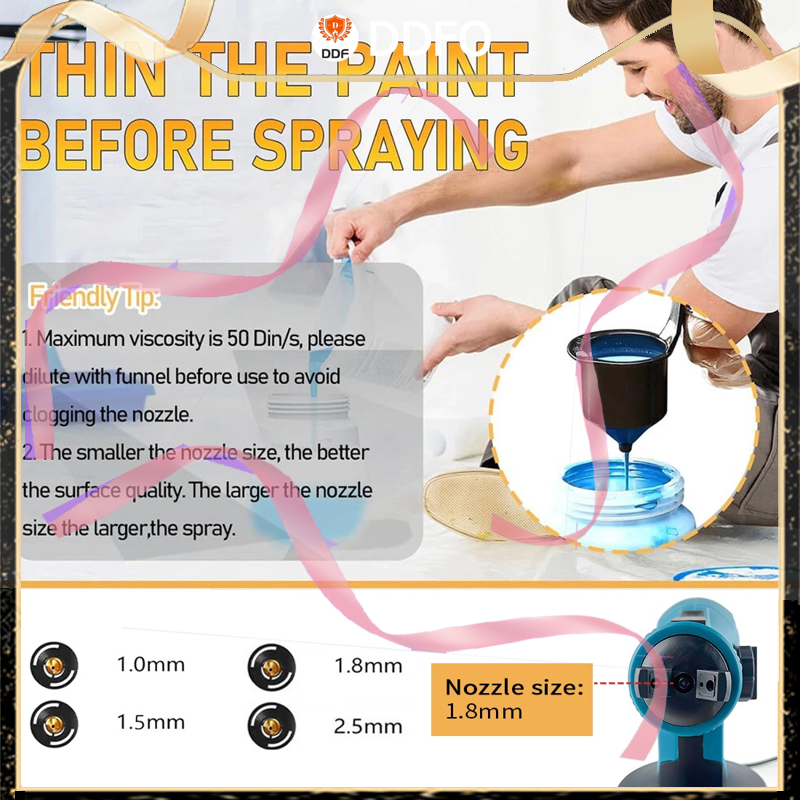 DDFO
DDF
THIN THE PAINT
BEFORE SPRAYING
Friendly Tip:
1. Maximum viscosity is 50 Din/s, please
dilute with funnel before use to avoid
clogging the nozzle.
2. The smaller the nozzle size, the better
the surface quality. The larger the nozzle
size the larger,the spray.
1.0mm
1.8mm
1.5mm
2.5mm
Nozzle size:
1.8mm